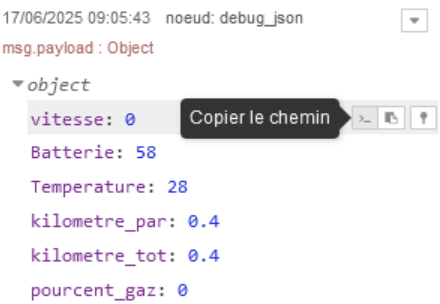 17/06/2025 09:05:43 noeud: debug_json
msg.payload : Object
object
vitesse: 0
Copier le chemin
Batterie: 58
Temperature: 28
kilometre_par: 0.4
kilometre_tot: 0.4
pourcent_gaz: 0